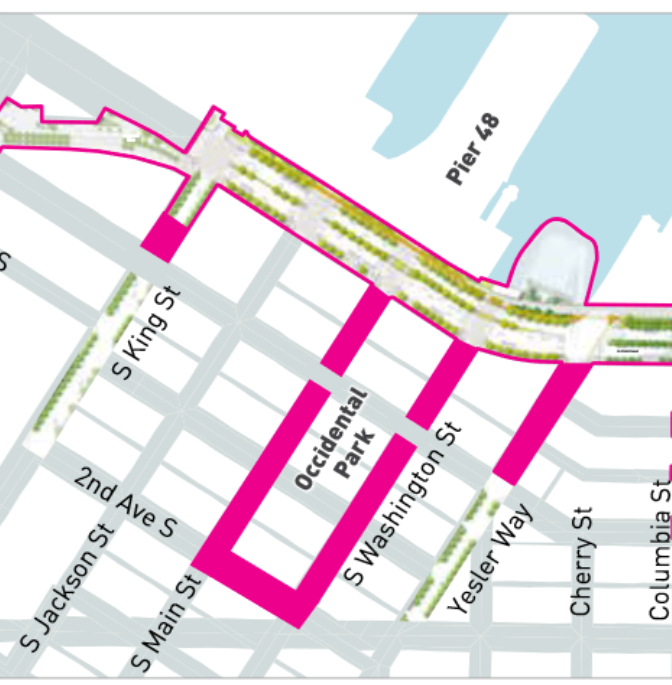 Pier 48
S
S King St
Occidental
Park
2nd Ave S
S Washington St
Yesler Way
Cherry St
Columbia St
S Jackson St
S Main St